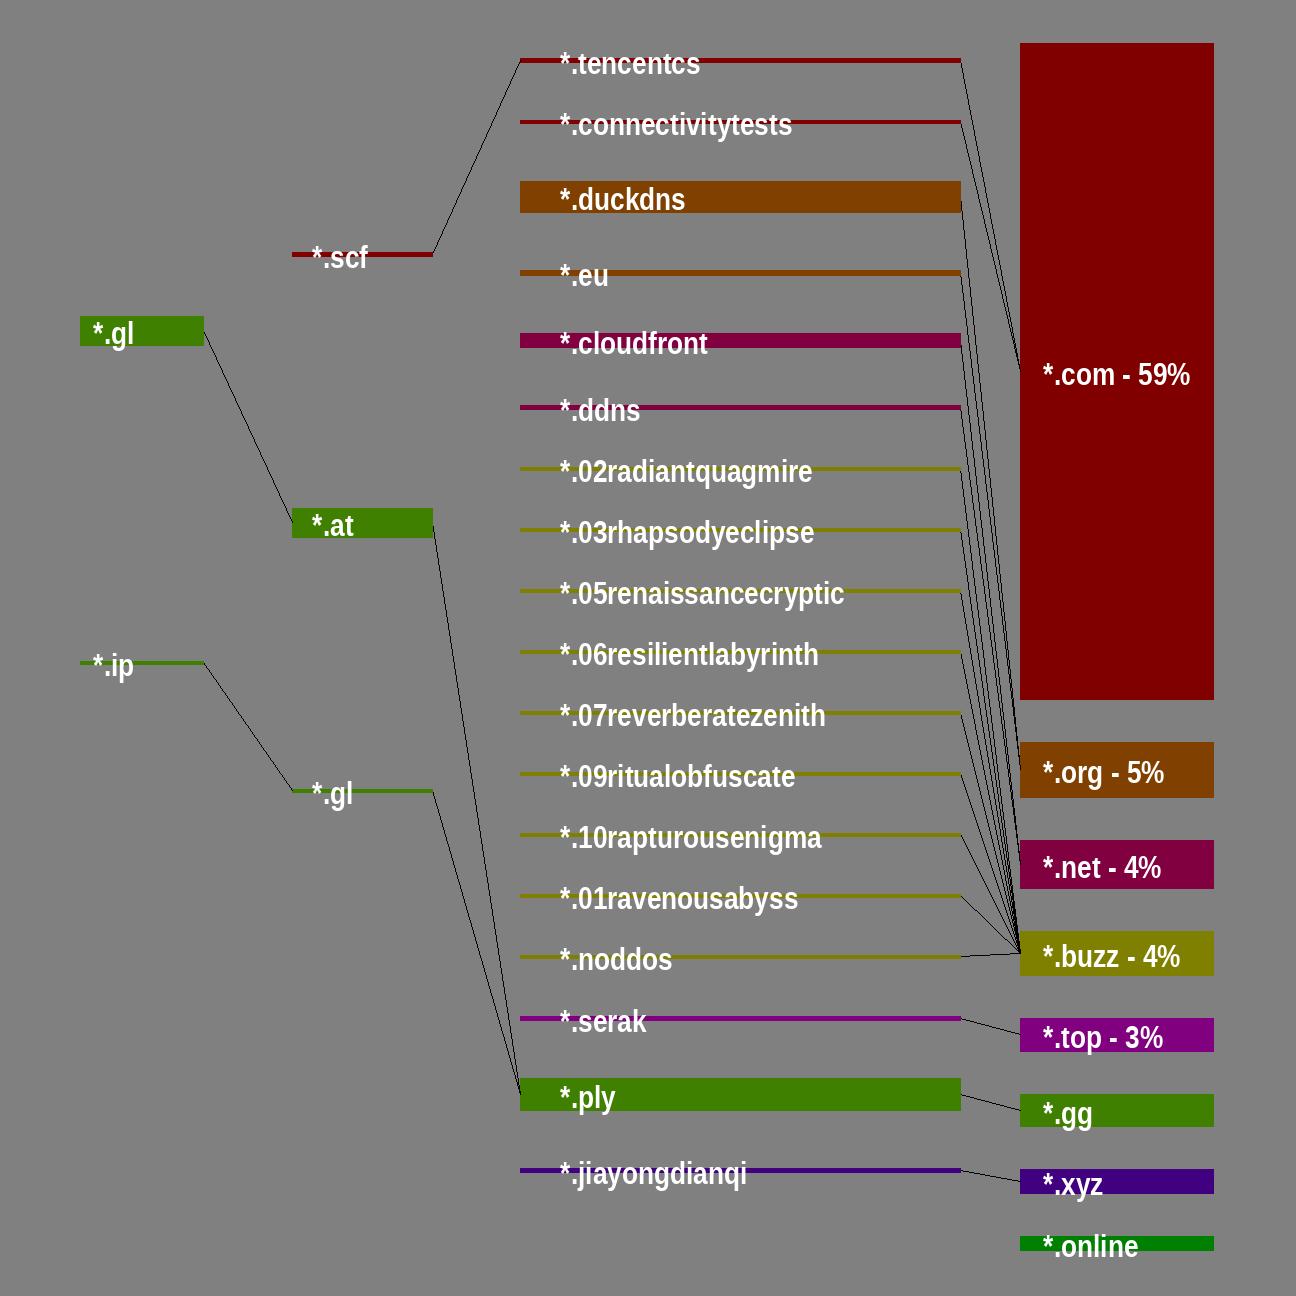 *.gl
*.ip
*.scf
*.at
*.gl
*.tencentcs
*.connectivitytests
*.duckdns
*.eu
*.cloudfront
*.ddns
*.02radiantquagmire
*.03rhapsodyeclipse
*.05renaissancecryptic
*.06resilientlabyrinth
*.07reverberatezenith
*.09ritualobfuscate
*.10rapturousenigma
*.01ravenousabyss
*.noddos
*.serak
*.ply
*.jiayongdianqi
*.com - 59%
*.org - 5%
*.net - 4%
*.buzz - 4%
*.top - 3%
*.gg
*.xyz
*.online